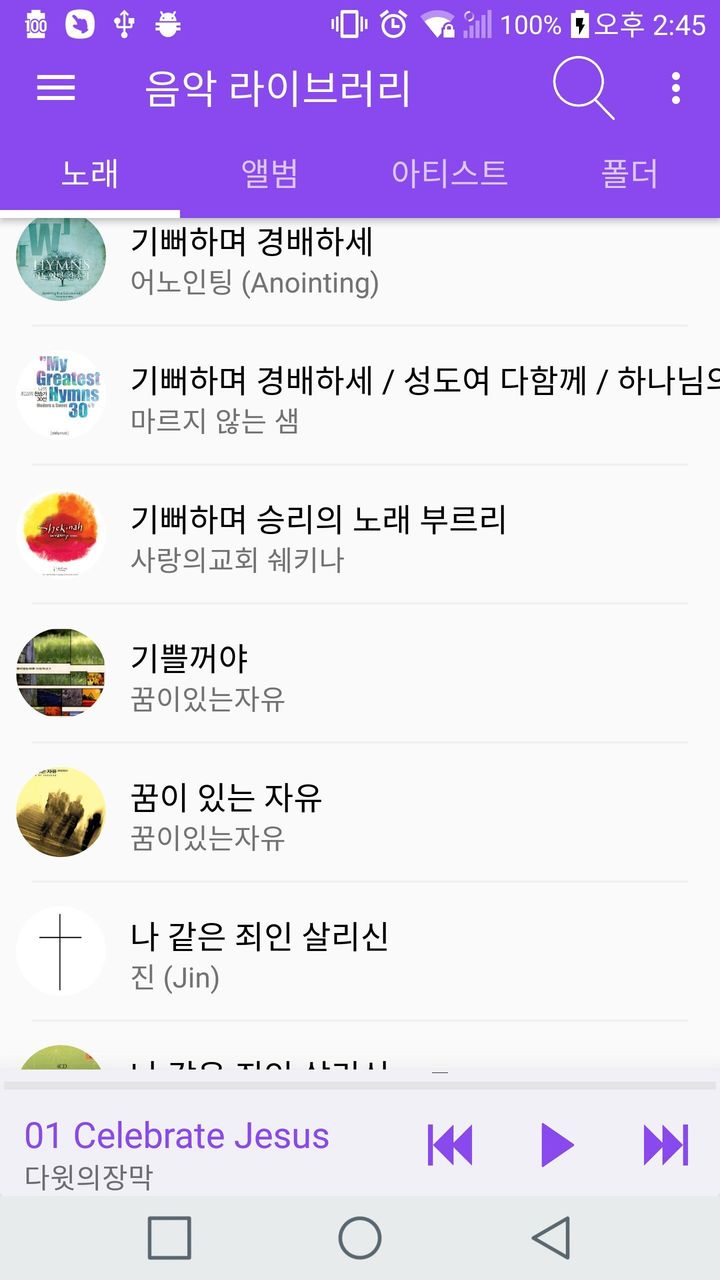 100% 오후 2:45
음악 라이브러리
노래 앨범 아티스트 폴더
기뻐하며 경배하세
어노인팅 (Anointing)
HYMNS
기뻐하며 경배하세 / 성도여 다함께 / 하나님의
마르지 않는 샘
"My
Greatest
Hymns
30"
기뻐하며 승리의 노래 부르리
사랑의교회 쉐키나
기쁠꺼야
꿈이있는자유
꿈이 있는 자유
꿈이있는자유
나 같은 죄인 살리신
진 (Jin)
01 Celebrate Jesus
다윗의장막